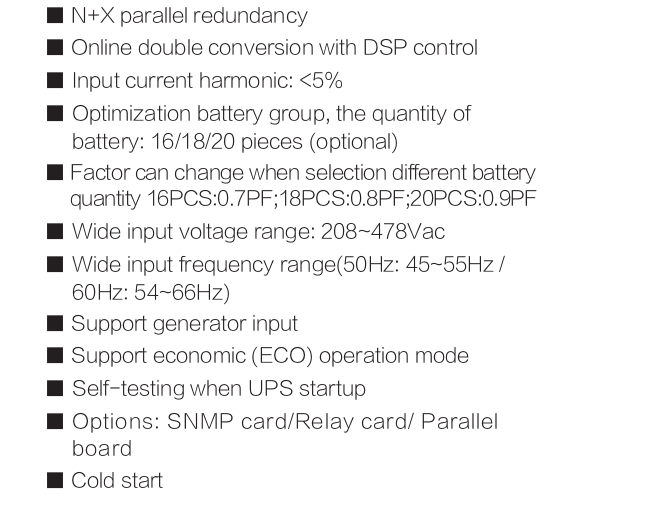 ■ N+X parallel redundancy
■ Online double conversion with DSP control
■ Input current harmonic: <5%
■ Optimization battery group, the quantity of
battery: 16/18/20 pieces (optional)
■ Factor can change when selection different battery
quantity 16PCS:0.7PF;18PCS:0.8PF;20PCS:0.9PF
■ Wide input voltage range: 208~478Vac
■ Wide input frequency range(50Hz: 45~55Hz /
60Hz: 54~66Hz)
■ Support generator input
■ Support economic (ECO) operation mode
■ Self-testing when UPS startup
■ Options: SNMP card/Relay card/ Parallel
board
■ Cold start